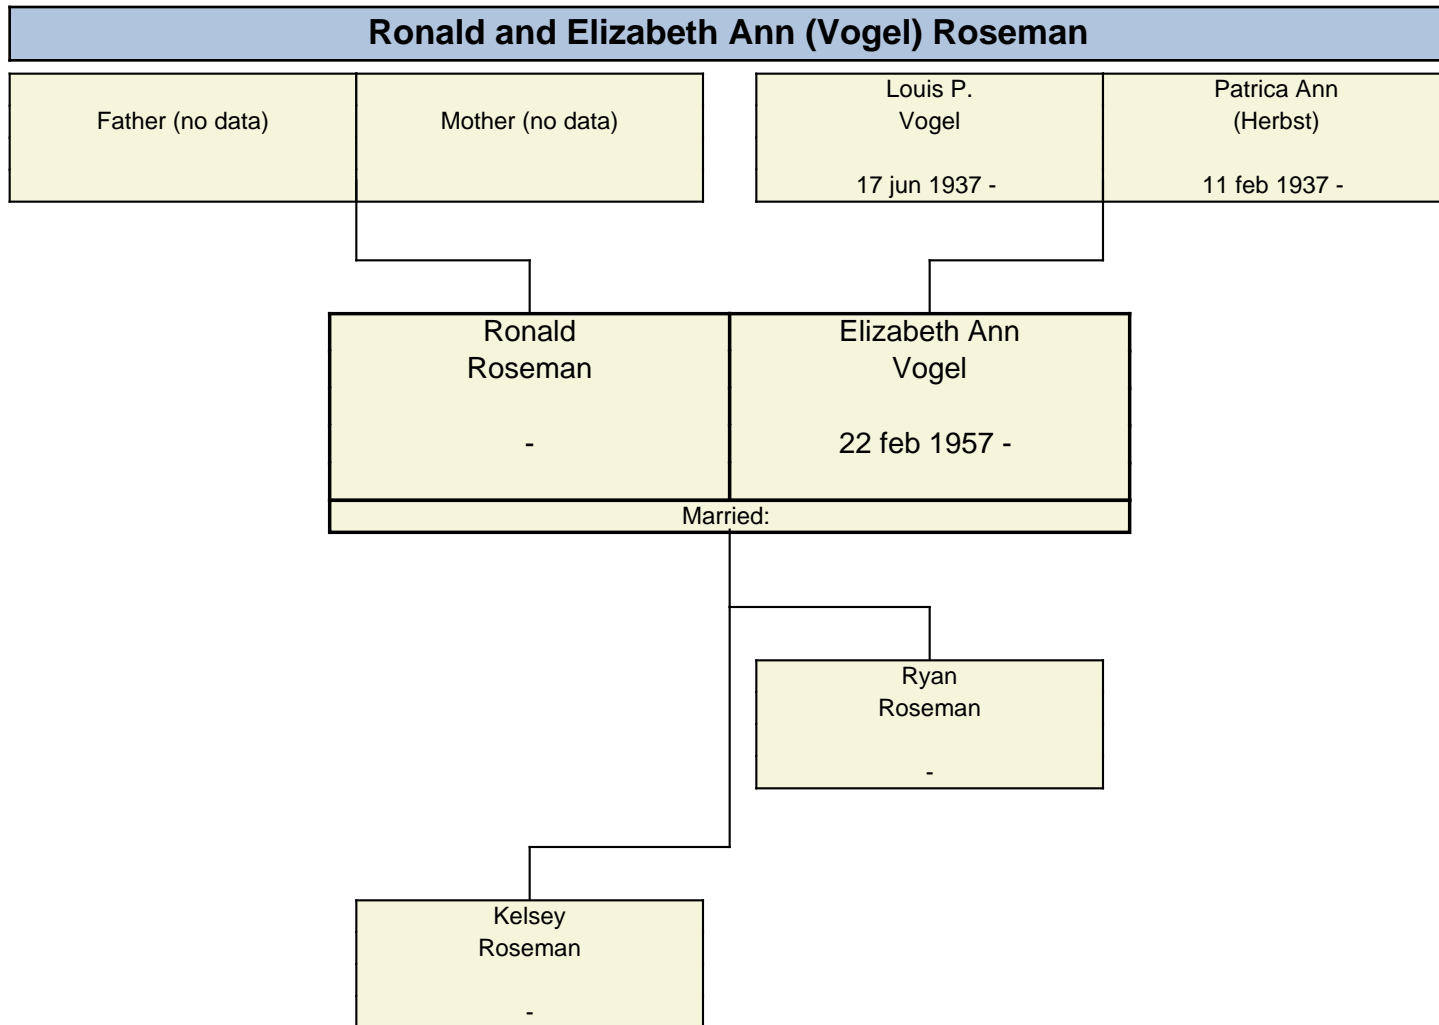 Ronald and Elizabeth Ann (Vogel) Roseman
Father (no data)
Mother (no data)
Louis P.
Vogel
17 jun 1937 -
Patrica Ann
(Herbst)
11 feb 1937 -
Ronald
Roseman
-
Elizabeth Ann
Vogel
22 feb 1957 -
Married:
Ryan
Roseman
-
Kelsey
Roseman
-